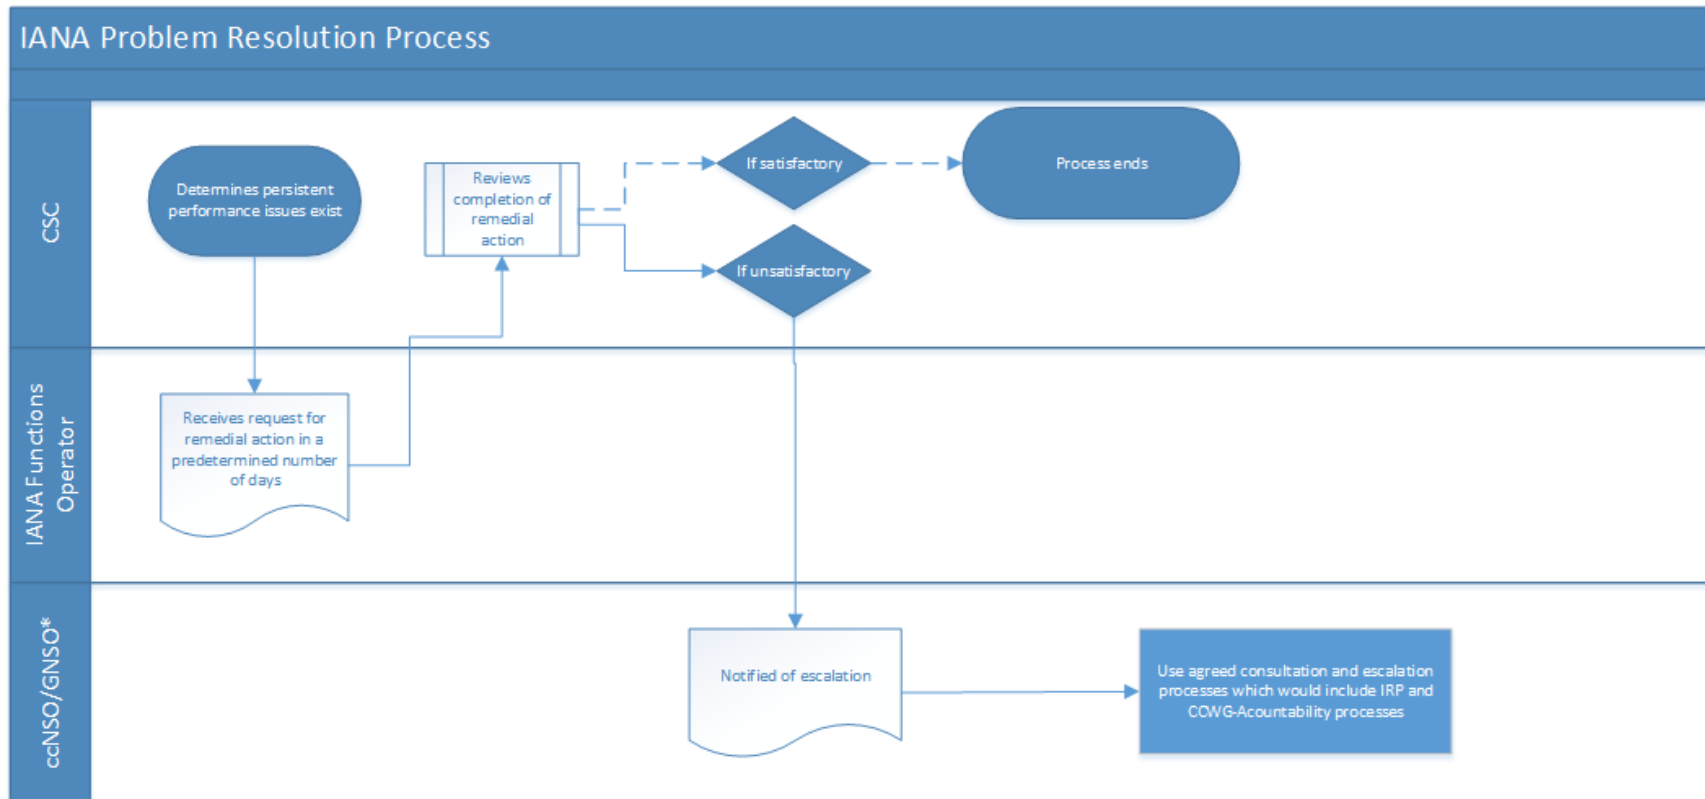 IANA Problem Resolution Process
CSC
Determines persistent
performance issues exist
Reviews
completion of
remedial
action
If satisfactory
Process ends
If unsatisfactory
IANA Functions
Operator
Receives request for
remedial action in a
predetermined number
of days
ccNSO/GNSO*
Notified of escalation
Use agreed consultation and escalation
processes which would include IRP and
CCWG-Acountability processes